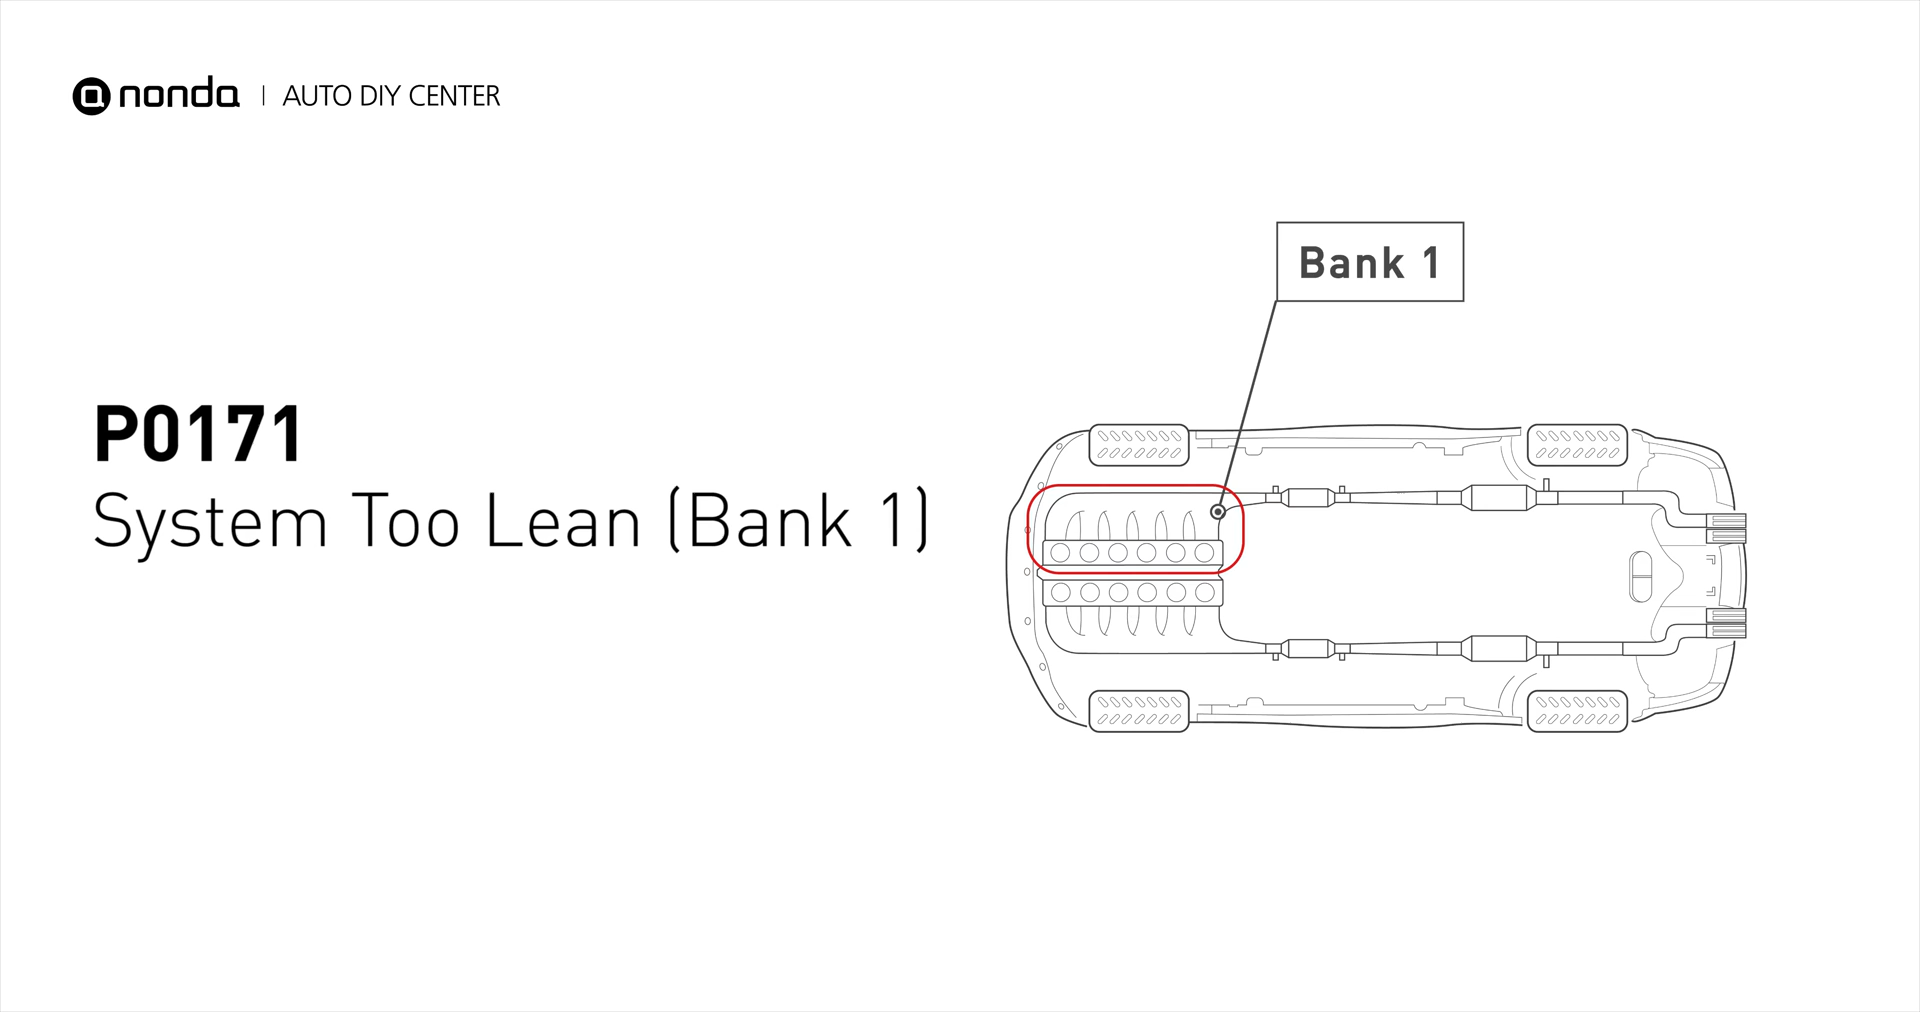 nonda | AUTO DIY CENTER
Bank 1
P0171
System Too Lean (Bank 1)